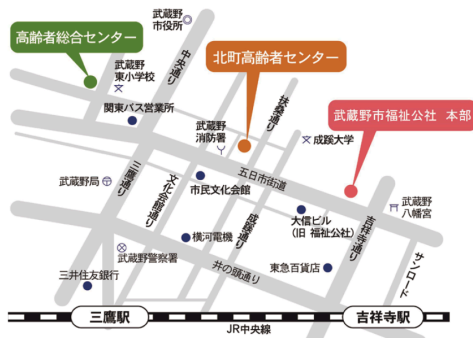 武蔵野
市役所
高齢者総合センター
中央通り
北町高齢者センター
武蔵野
東小学校
扶桑通り
関東バス営業所
武蔵野
消防署
成蹊大学
武蔵野市福祉公社 本部
五日市街道
三鷹通り
武蔵野局
文化会館通り
市民文化会館
成蹊通り
大信ビル
(旧 福祉公社)
吉祥寺通り
武蔵野
八幡宮
横河電機
武蔵野警察署
井の頭通り
東急百貨店
サンロード
三井住友銀行
三鷹駅
吉祥寺駅
JR中央線